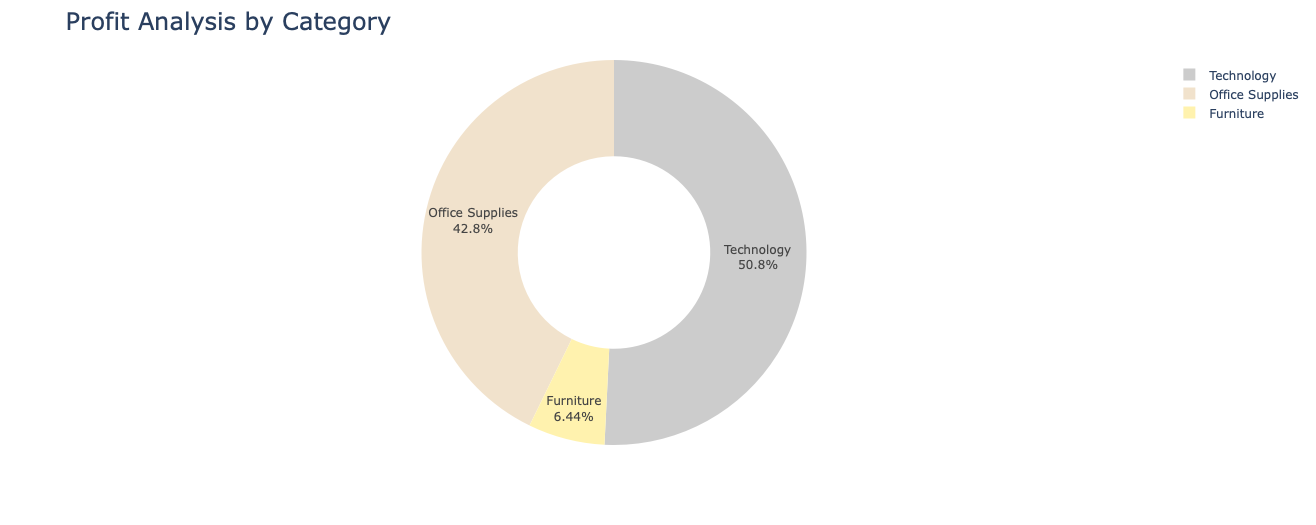 Profit Analysis by Category
Technology
Office Supplies
Furniture
Office Supplies
42.8%
Technology
50.8%
Furniture
6.44%